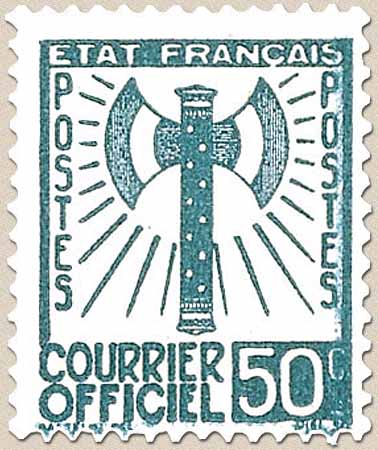 ETAT FRANÇAIS
POSTES
POSTES
COURRIER
OFFICIEL 50c